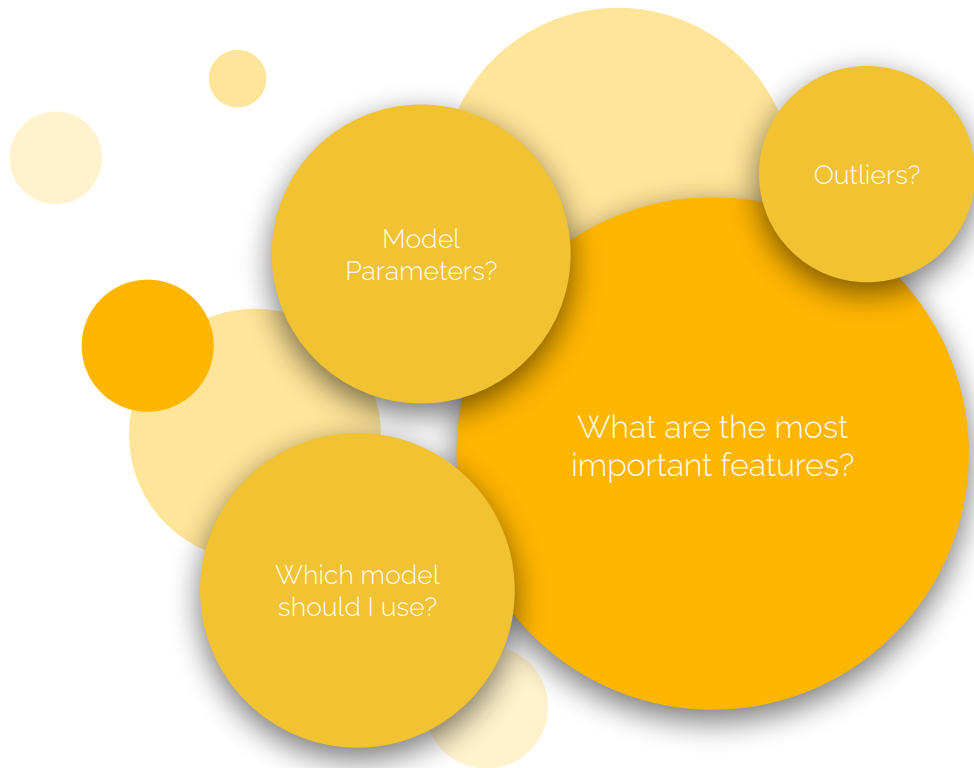 Outliers?
Model
Parameters?
What are the most
important features?
Which model
should I use?